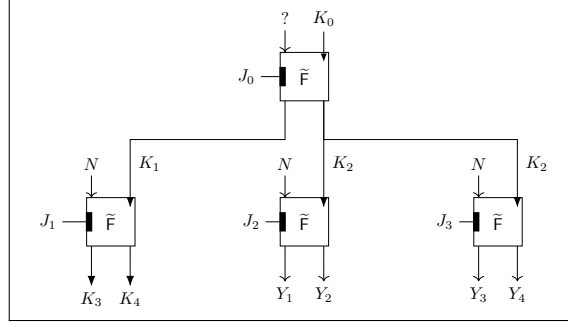 ? K₀
J₀ F̃
N K₁ N K₂ N K₂
J₁ F̃ J₂ F̃ J₃ F̃
K₃ K₄ Y₁ Y₂ Y₃ Y₄